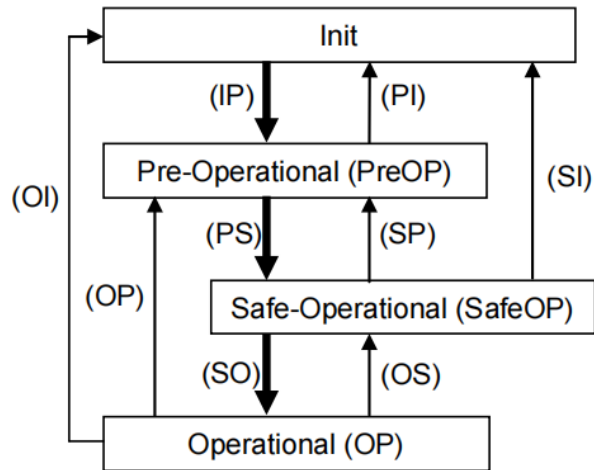 Init
(IP)
(PI)
Pre-Operational (PreOP)
(OI)
(SI)
(PS)
(SP)
(OP)
Safe-Operational (SafeOP)
(SO)
(OS)
Operational (OP)